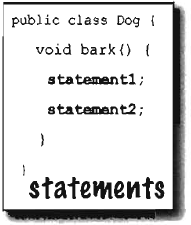 public class Dog {
void bark() {
statement1;
statement2;
}
}
statements